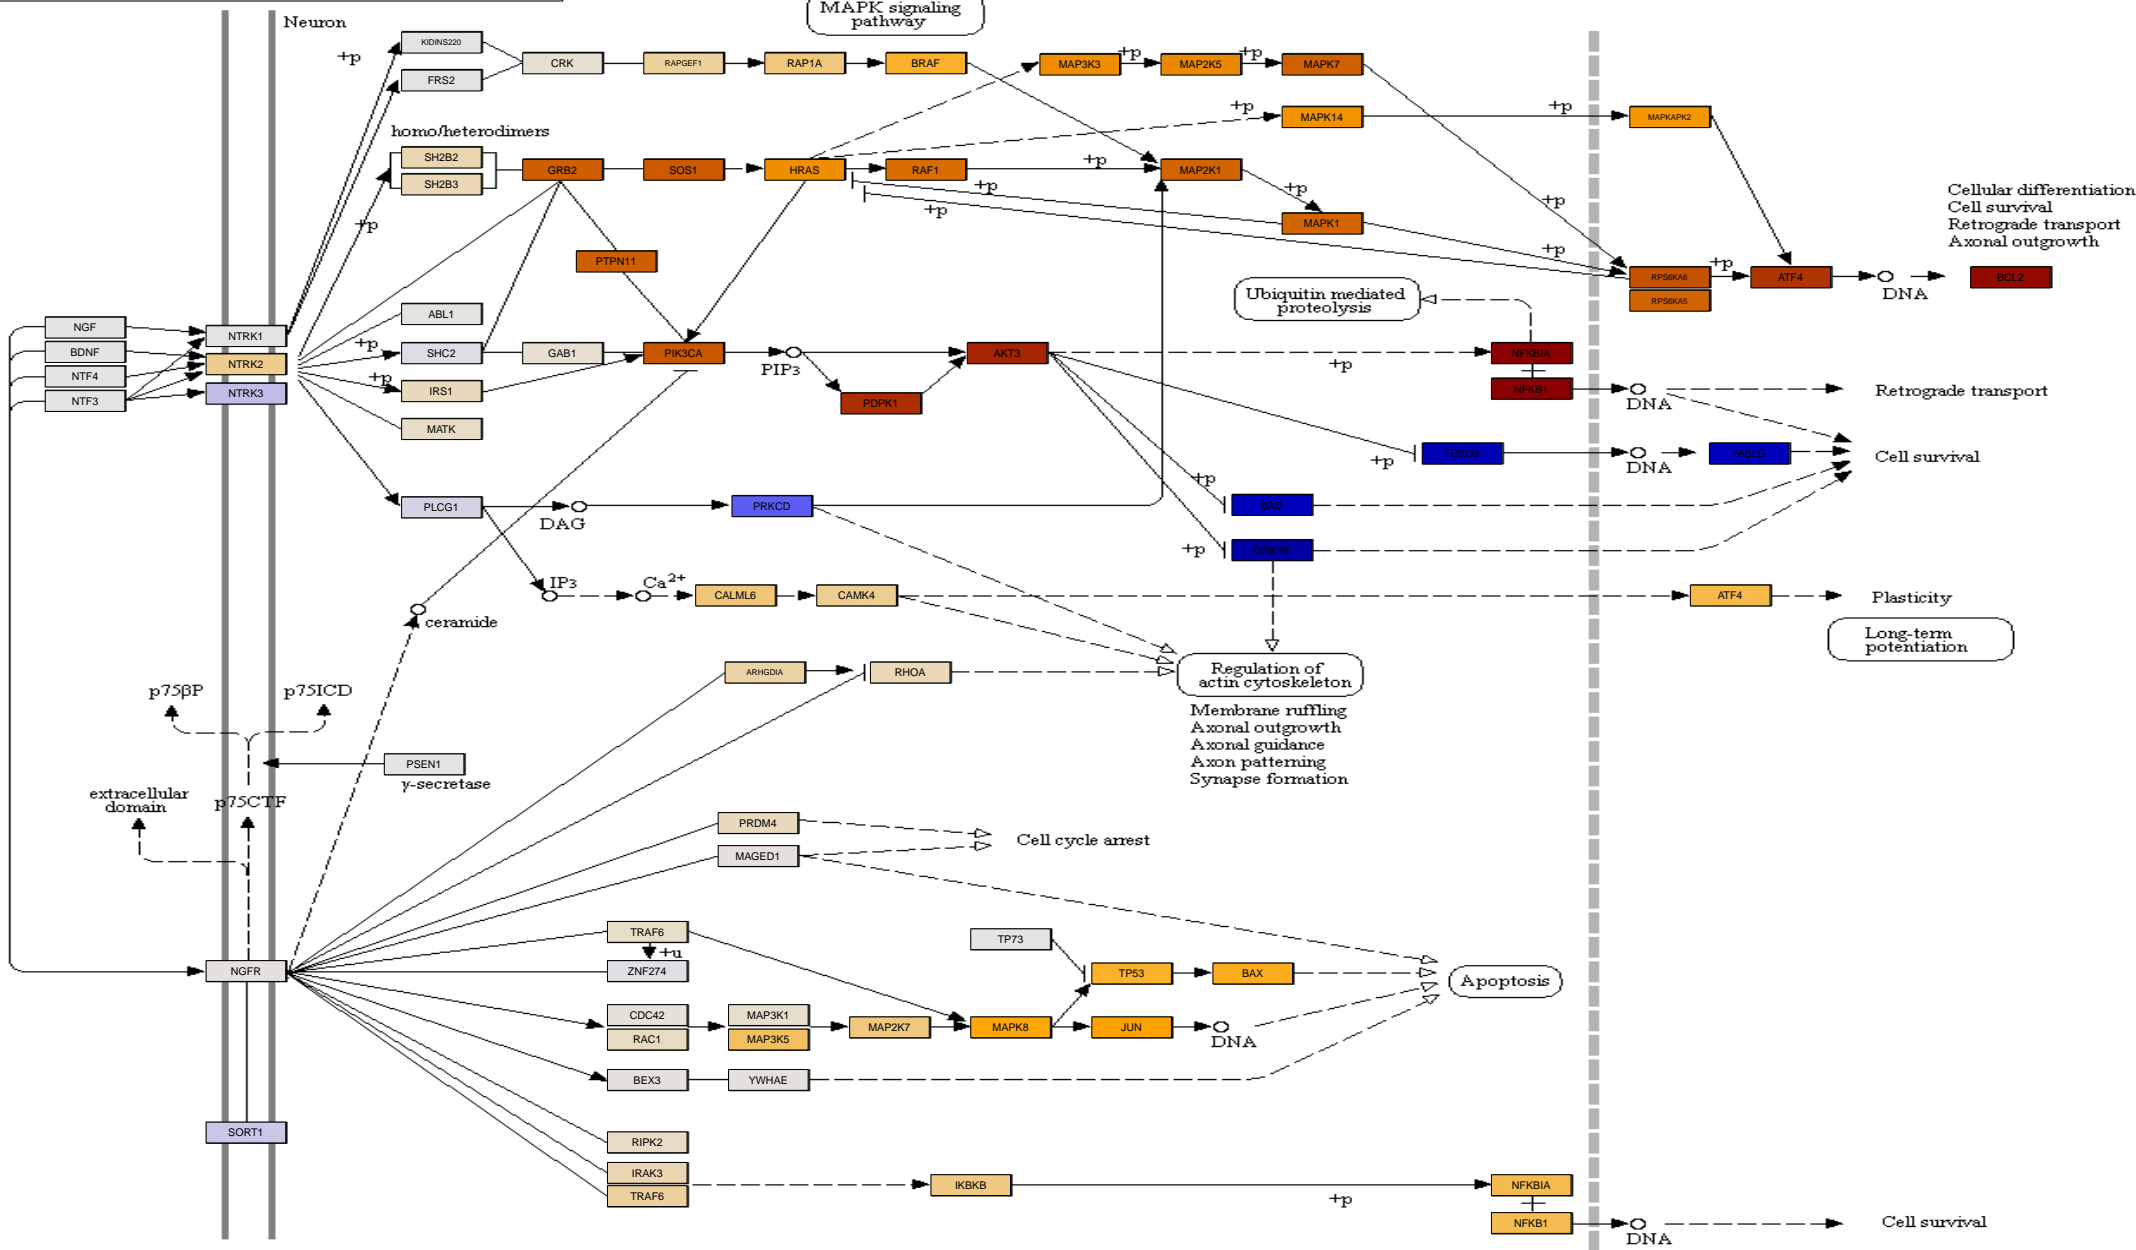 MAPK signaling
pathway
Neuron
+p
KIDINS220
FRS2
CRK
RAPGEF1
RAP1A
BRAF
MAP3K3
+p
MAP2K5
+p
MAPK7
MAPK14
+p
+p
MAPKAPK2
homo/heterodimers
SH2B2
SH2B3
GRB2
SOS1
HRAS
RAF1
+p
MAP2K1
+p
+p
+p
MAPK1
+p
+p
+p
PTPN11
RPS6KA6
RPS6KA5
+p
ATF4
DNA
BCL2
Cellular differentiation
Cell survival
Retrograde transport
Axonal outgrowth
Ubiquitin mediated
proteolysis
NGF
BDNF
NTF4
NTF3
NTRK1
NTRK2
NTRK3
ABL1
+p
SHC2
GAB1
PIK3CA
PIP3
AKT3
+p
NFKBIA
NFKB1
DNA
Retrograde transport
+p
IRS1
PDPK1
MATK
+p
FOXO3
DNA
FASLG
Cell survival
PLCG1
DAG
PRKCD
+p
BAD
+p
GSK3B
IP3
Ca2+
CALML6
CAMK4
ATF4
Plasticity
Long-term
potentiation
ceramide
ARHGDIA
RHOA
Regulation of
actin cytoskeleton
Membrane ruffling
Axonal outgrowth
Axonal guidance
Axon patterning
Synapse formation
p75βP
p75ICD
PSEN1
γ-secretase
extracellular
domain
p75CTF
PRDM4
MAGED1
Cell cycle arrest
TRAF6
+u
ZNF274
NGFR
TP73
TP53
BAX
Apoptosis
CDC42
RAC1
MAP3K1
MAP3K5
MAP2K7
MAPK8
JUN
DNA
BEX3
YWHAE
SORT1
RIPK2
IRAK3
TRAF6
IKBKB
+p
NFKBIA
NFKB1
DNA
Cell survival